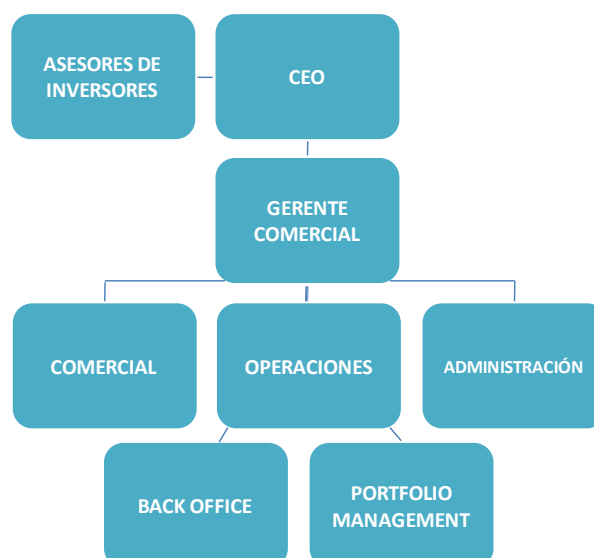 ASESORES DE
INVERSORES
CEO
GERENTE
COMERCIAL
COMERCIAL
OPERACIONES
ADMINISTRACIÓN
BACK OFFICE
PORTFOLIO
MANAGEMENT